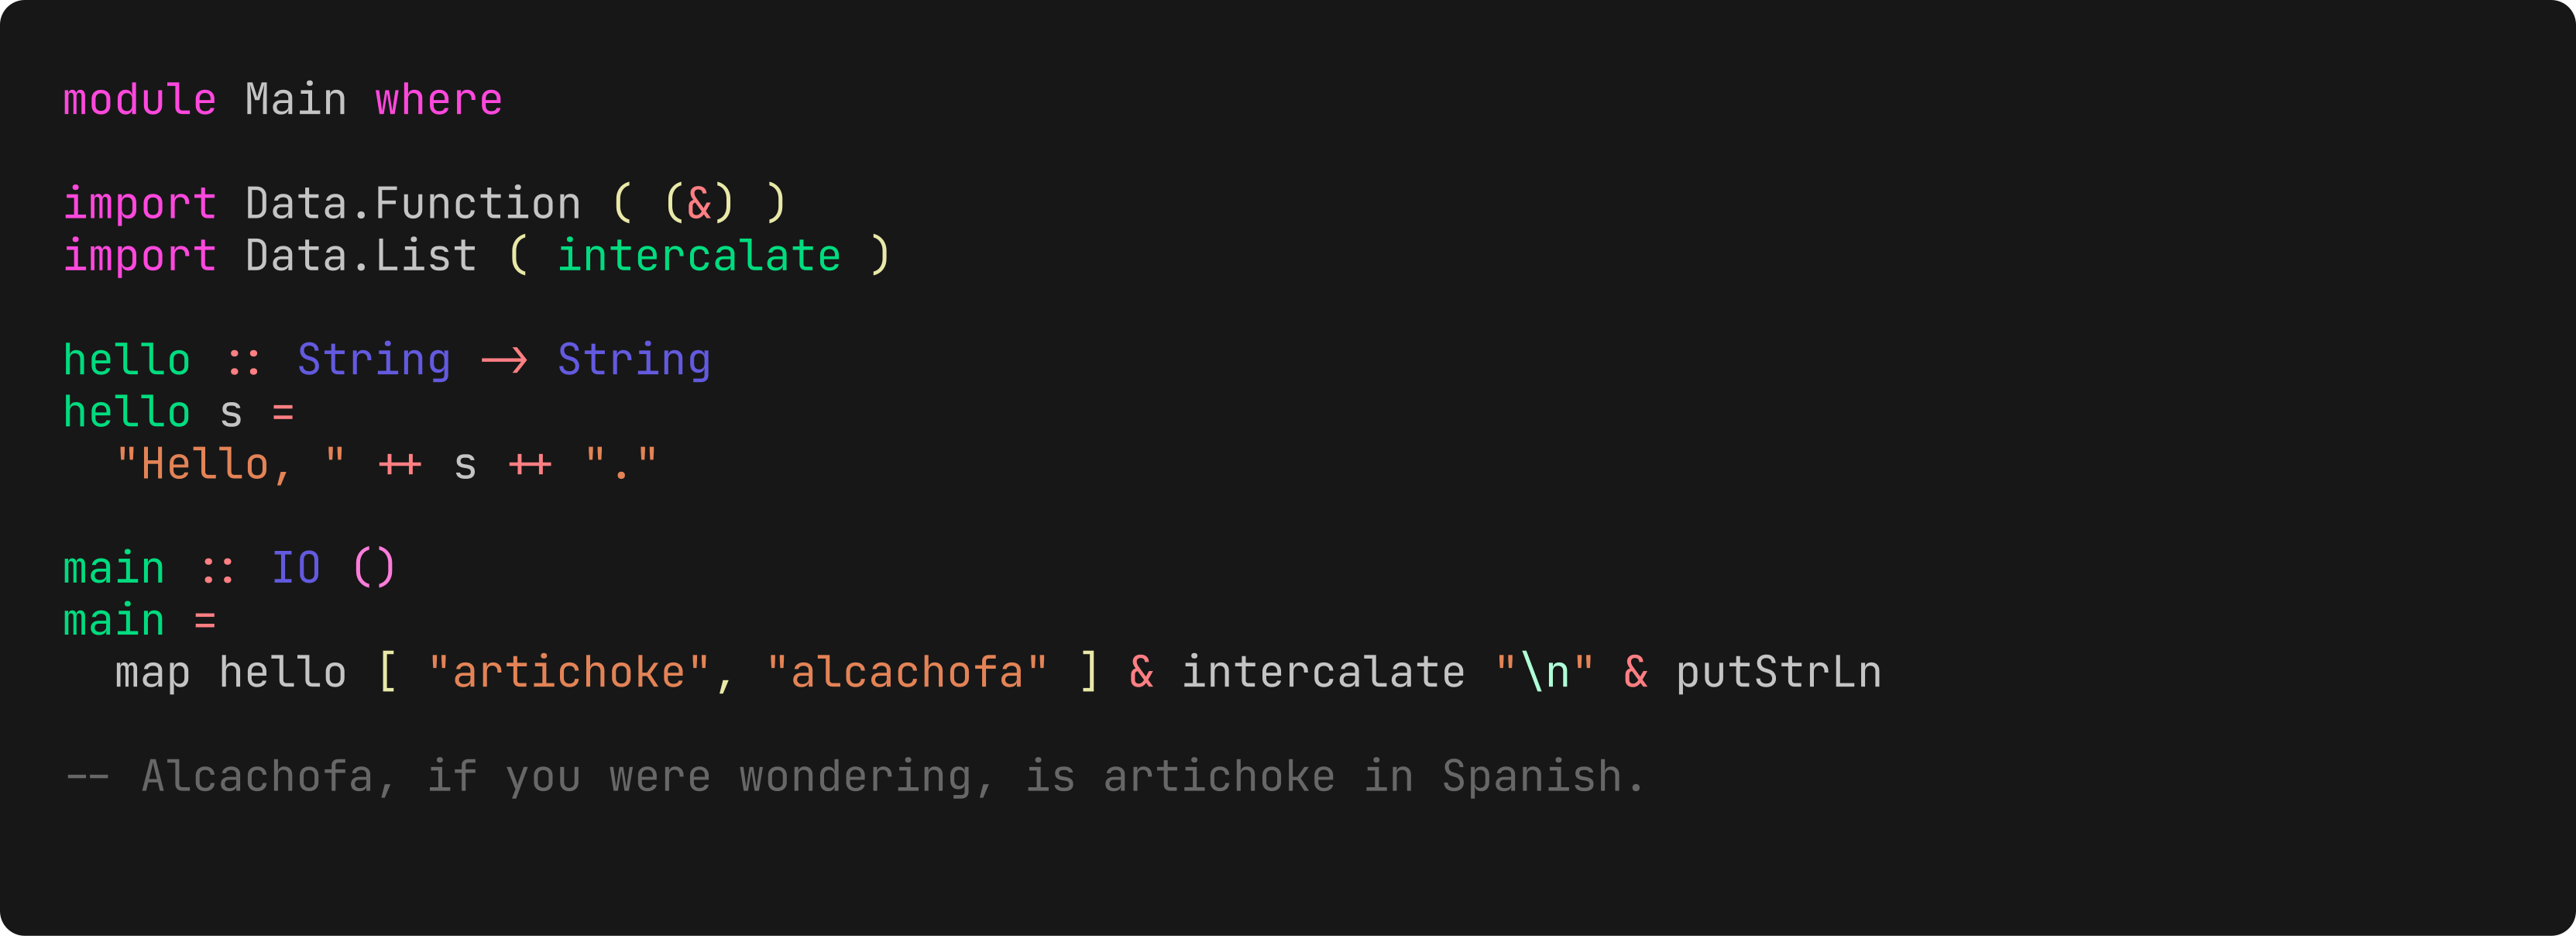 module Main where

import Data.Function ( (&) )
import Data.List ( intercalate )

hello :: String -> String
hello s =
  "Hello, " ++ s ++ "."

main :: IO ()
main =
  map hello [ "artichoke", "alcachofa" ] & intercalate "\n" & putStrLn

-- Alcachofa, if you were wondering, is artichoke in Spanish.